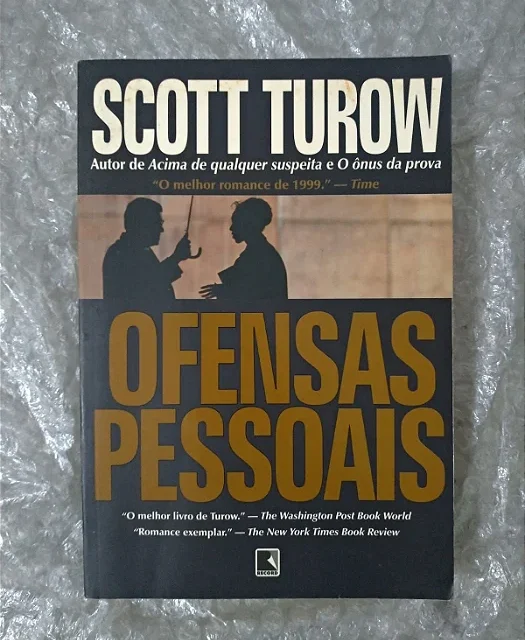 SCOTT TUROW
Autor de Acima de qualquer suspeita e O ônus da prova
“O melhor romance de 1999.” — Time
OFENSAS
PESSOAIS
“O melhor livro de Turow.” — The Washington Post Book World
“Romance exemplar.” — The New York Times Book Review
RECORD